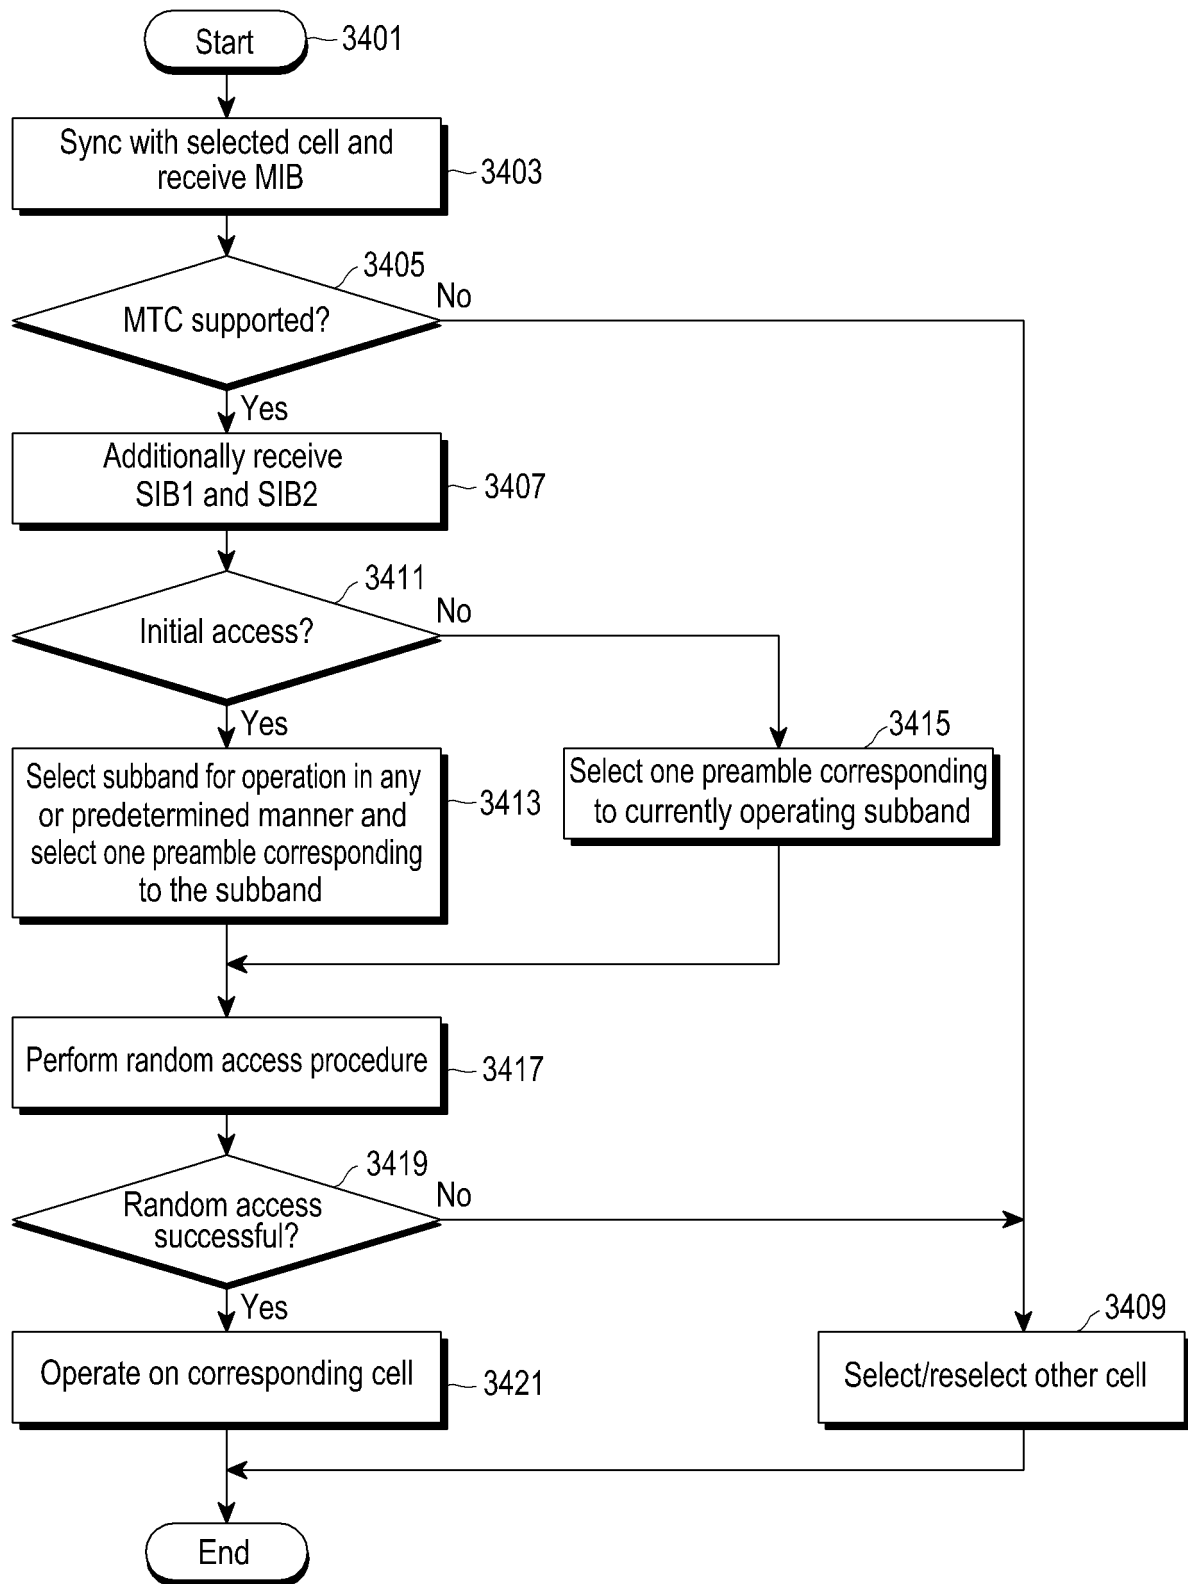 Start
3401
Sync with selected cell and
receive MIB
3403
3405
MTC supported?
No
Yes
Additionally receive
SIB1 and SIB2
3407
3411
Initial access?
No
Yes
3415
Select subband for operation in any
or predetermined manner and
select one preamble corresponding
to the subband
3413
Select one preamble corresponding
to currently operating subband
Perform random access procedure
3417
3419
Random access
successful?
No
Yes
3409
Operate on corresponding cell
3421
Select/reselect other cell
End